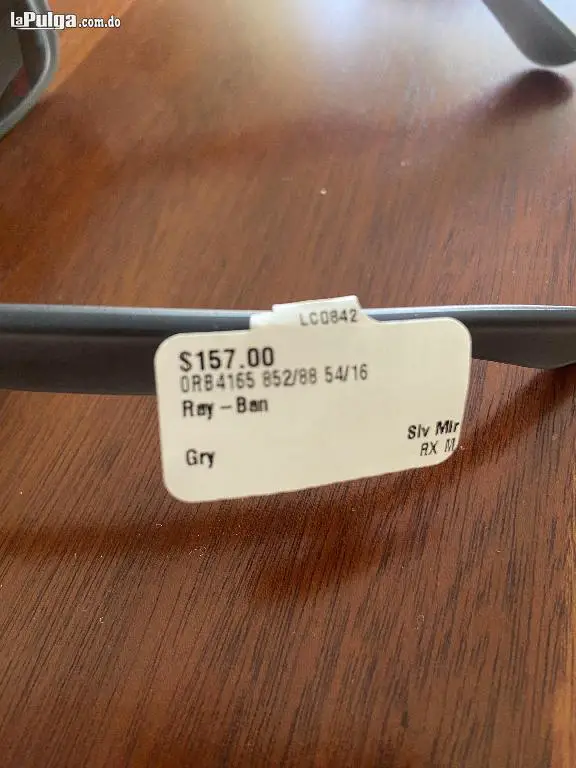 laPulga.com.do
LC0842
$157.00
0RB4165 852/88 54/16
Ray-Ban
Slv Mir
Gry
RX M